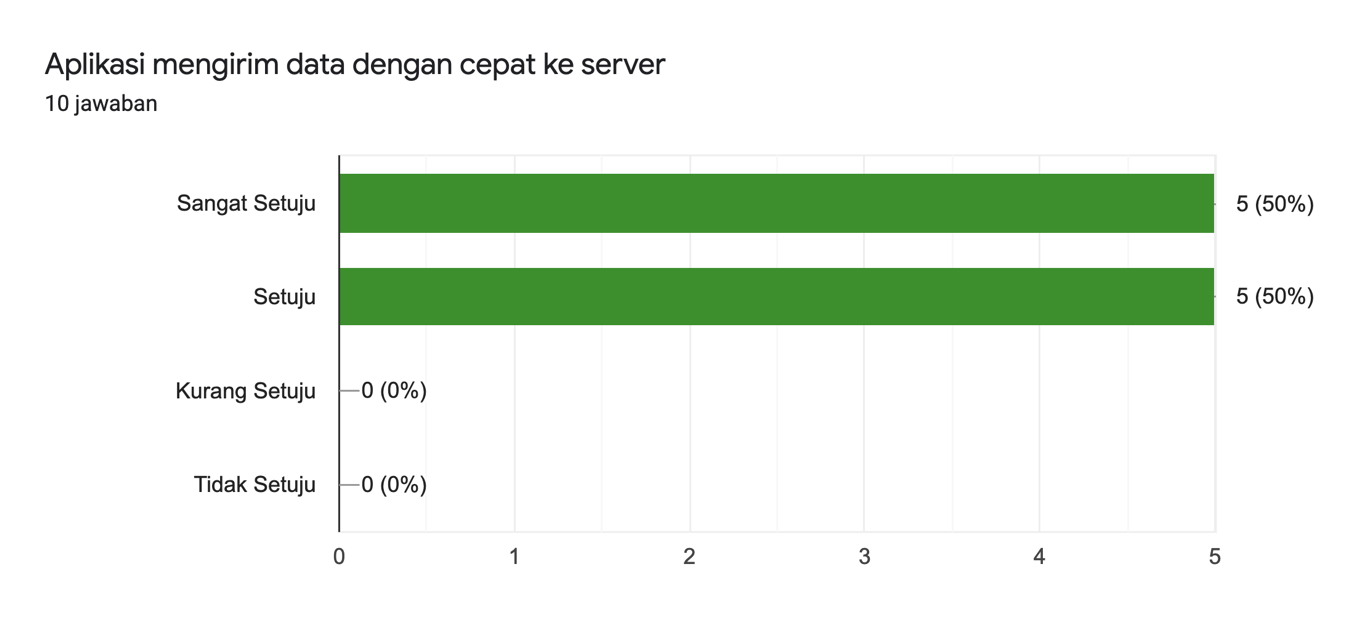 Aplikasi mengirim data dengan cepat ke server
10 jawaban
Sangat Setuju 5 (50%)
Setuju 5 (50%)
Kurang Setuju 0 (0%)
Tidak Setuju 0 (0%)
0 1 2 3 4 5